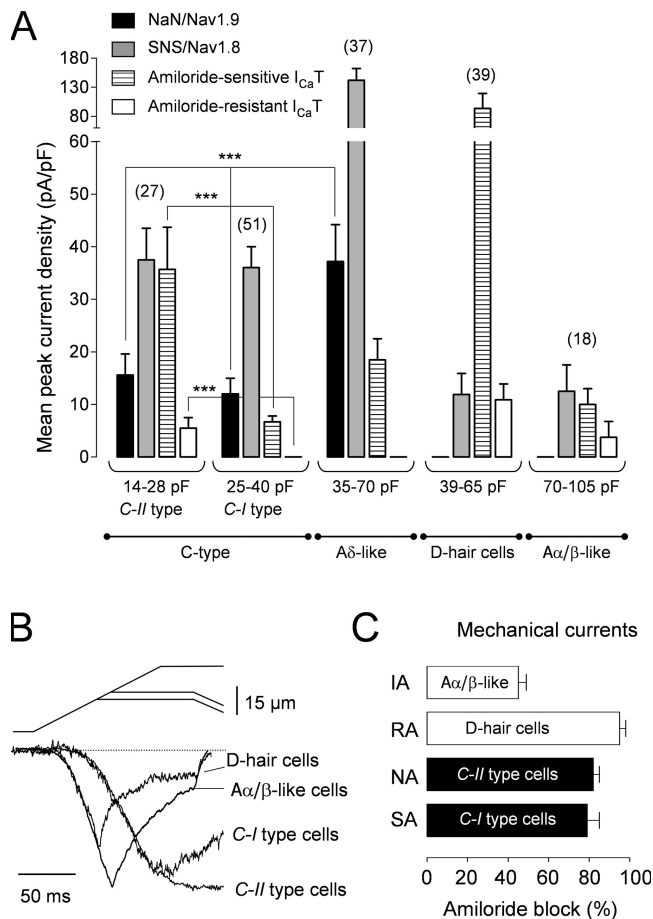 A
NaN/Nav1.9
SNS/Nav1.8
Amiloride-sensitive I_CaT
Amiloride-resistant I_CaT
Mean peak current density (pA/pF)
180
130
80
60
50
40
30
20
10
0
(27)
(51)
(37)
(39)
(18)
***
***
***
14-28 pF
25-40 pF
35-70 pF
39-65 pF
70-105 pF
C-II type
C-I type
C-type
Aδ-like
D-hair cells
Aα/β-like
B
15 µm
D-hair cells
Aα/β-like cells
C-I type cells
C-II type cells
50 ms
C
Mechanical currents
IA
Aα/β-like
RA
D-hair cells
NA
C-II type cells
SA
C-I type cells
0 20 40 60 80 100
Amiloride block (%)